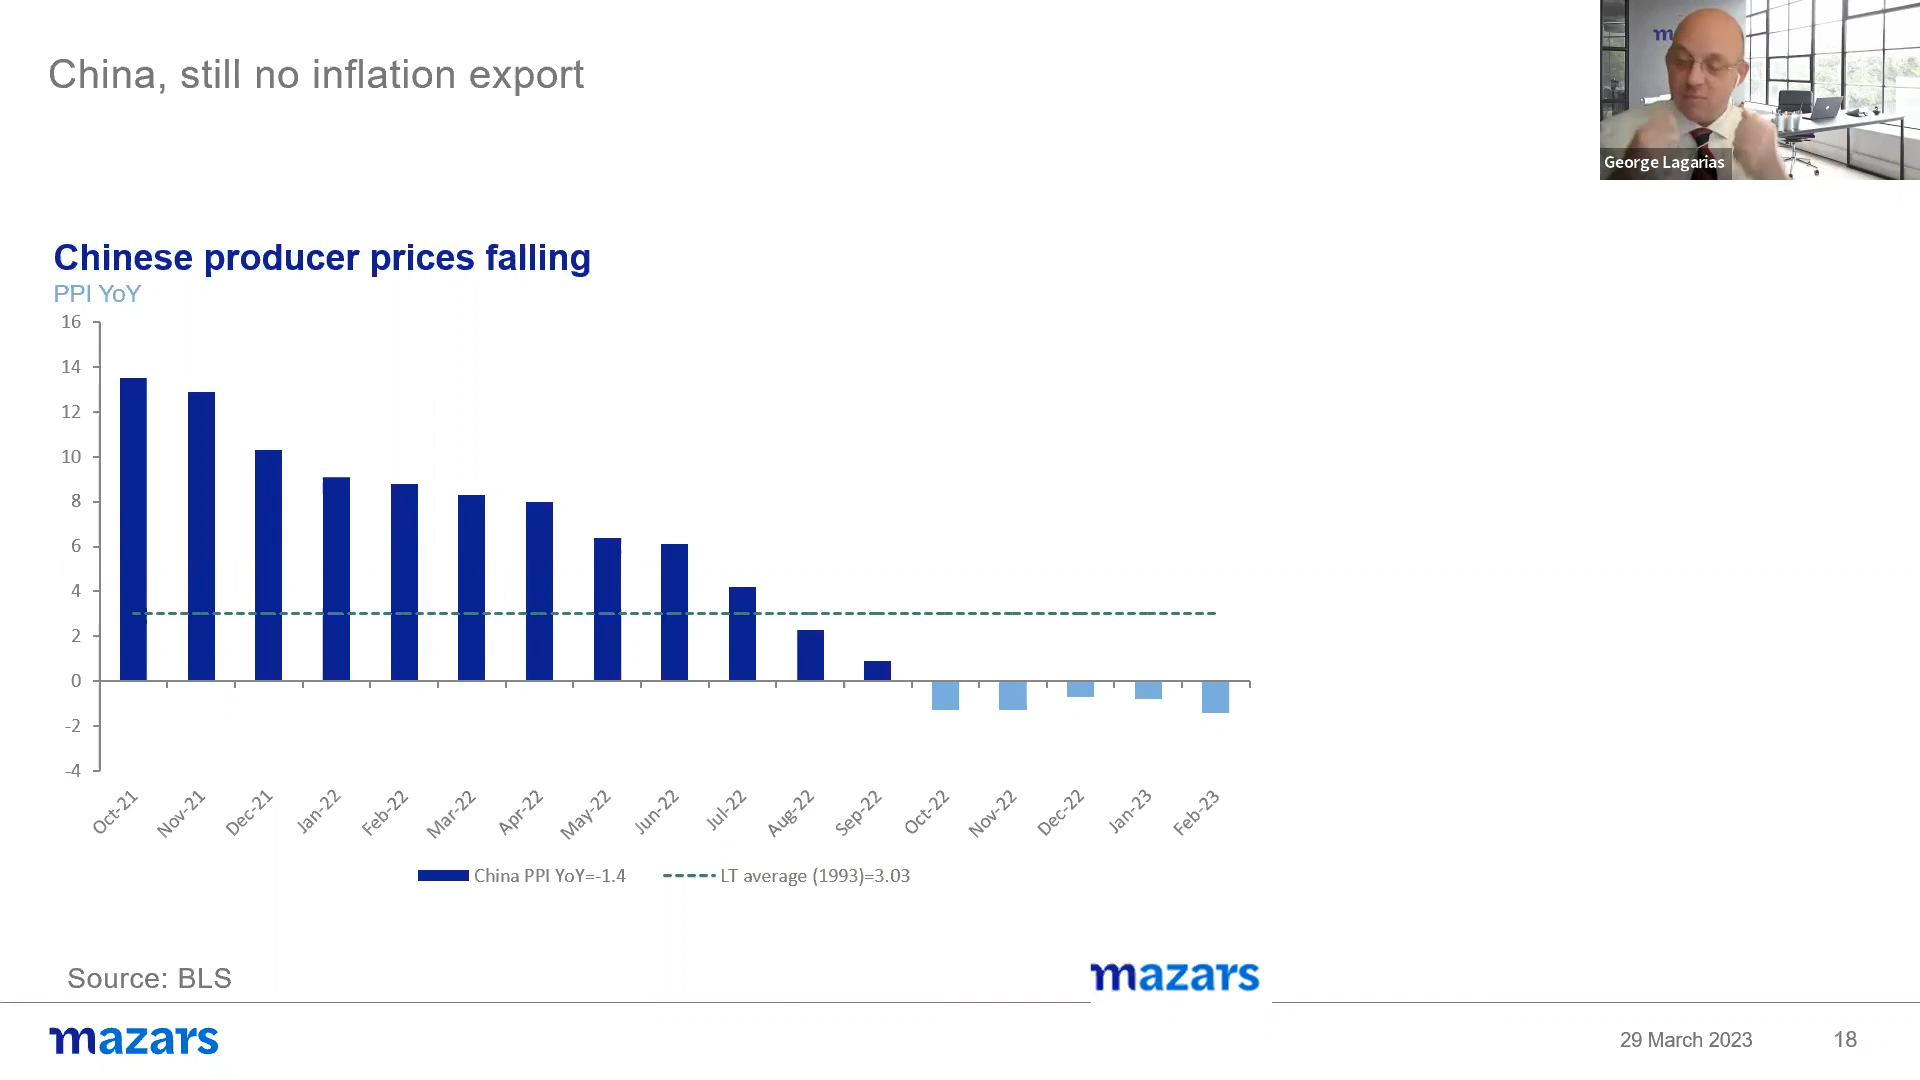 China, still no inflation export
m
George Lagarias
Chinese producer prices falling
PPI YoY
16
14
12
10
8
6
4
2
0
-2
-4
Oct-21
Nov-21
Dec-21
Jan-22
Feb-22
Mar-22
Apr-22
May-22
Jun-22
Jul-22
Aug-22
Sep-22
Oct-22
Nov-22
Dec-22
Jan-23
Feb-23
China PPI YoY=-1.4
LT average (1993)=3.03
Source: BLS
mazars
mazars
29 March 2023
18